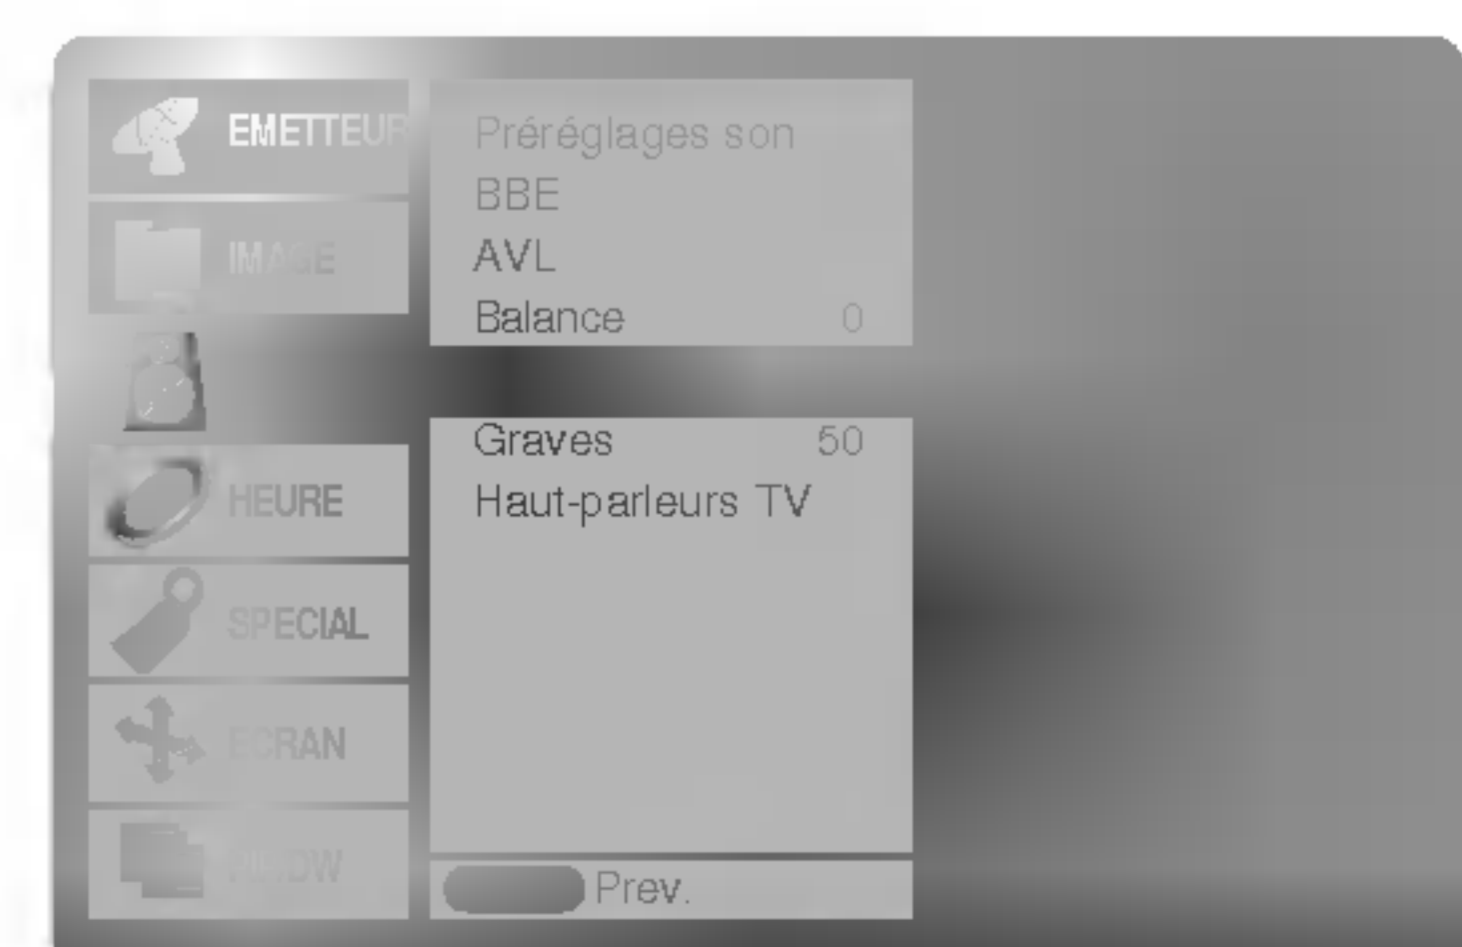 EMETTEUR
IMAGE
HEURE
SPECIAL
ECRAN
Préréglages son
BBE
AVL
Balance 0
Graves 50
Haut-parleurs TV
Prev.